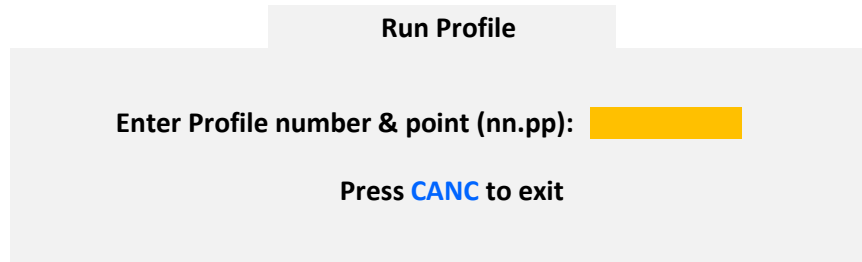 Run Profile
Enter Profile number & point (nn.pp):
Press CANC to exit